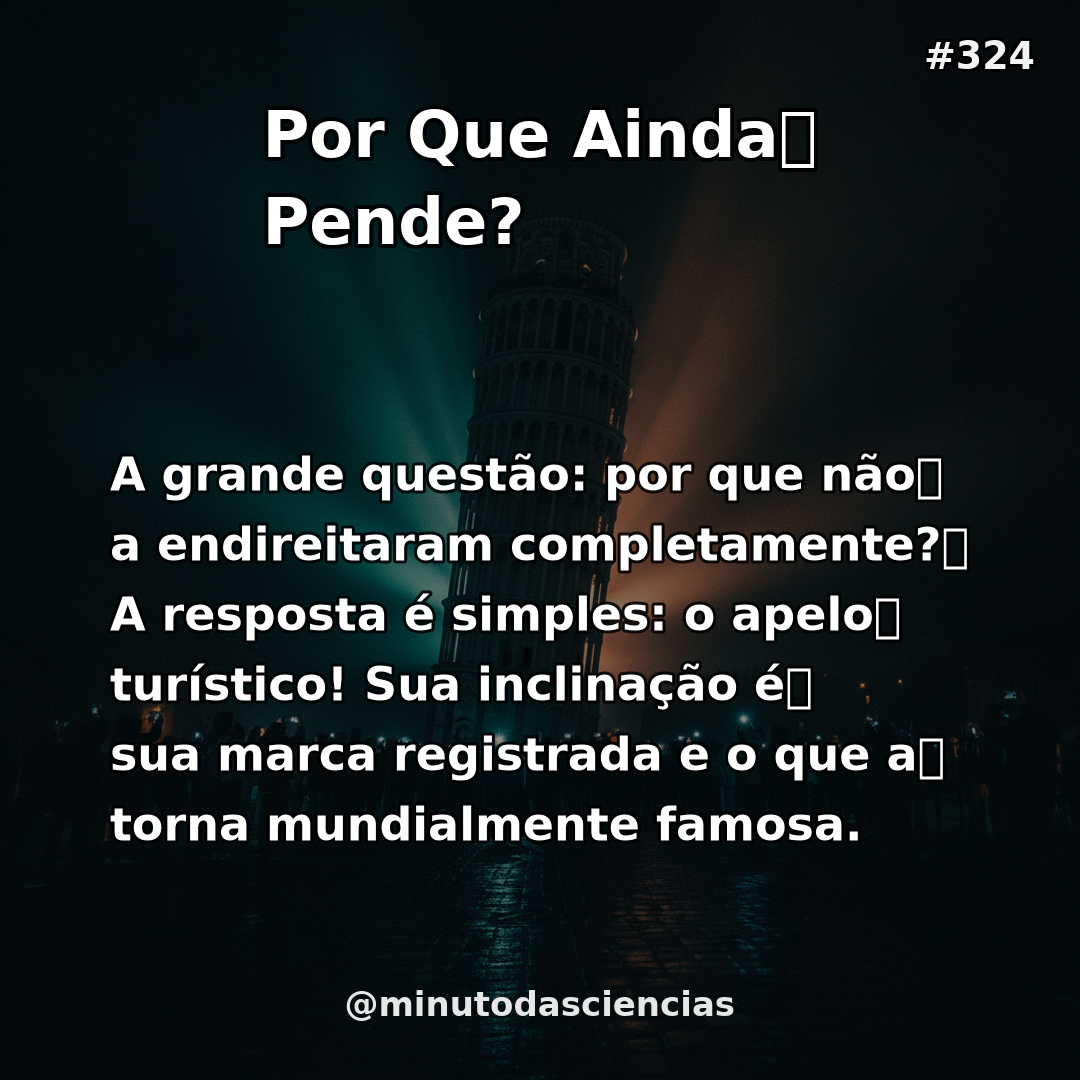 #324
Por Que Ainda▯
Pende?
A grande questão: por que não▯
a endireitaram completamente?▯
A resposta é simples: o apelo▯
turístico! Sua inclinação é▯
sua marca registrada e o que a▯
torna mundialmente famosa.
@minutodasciencias